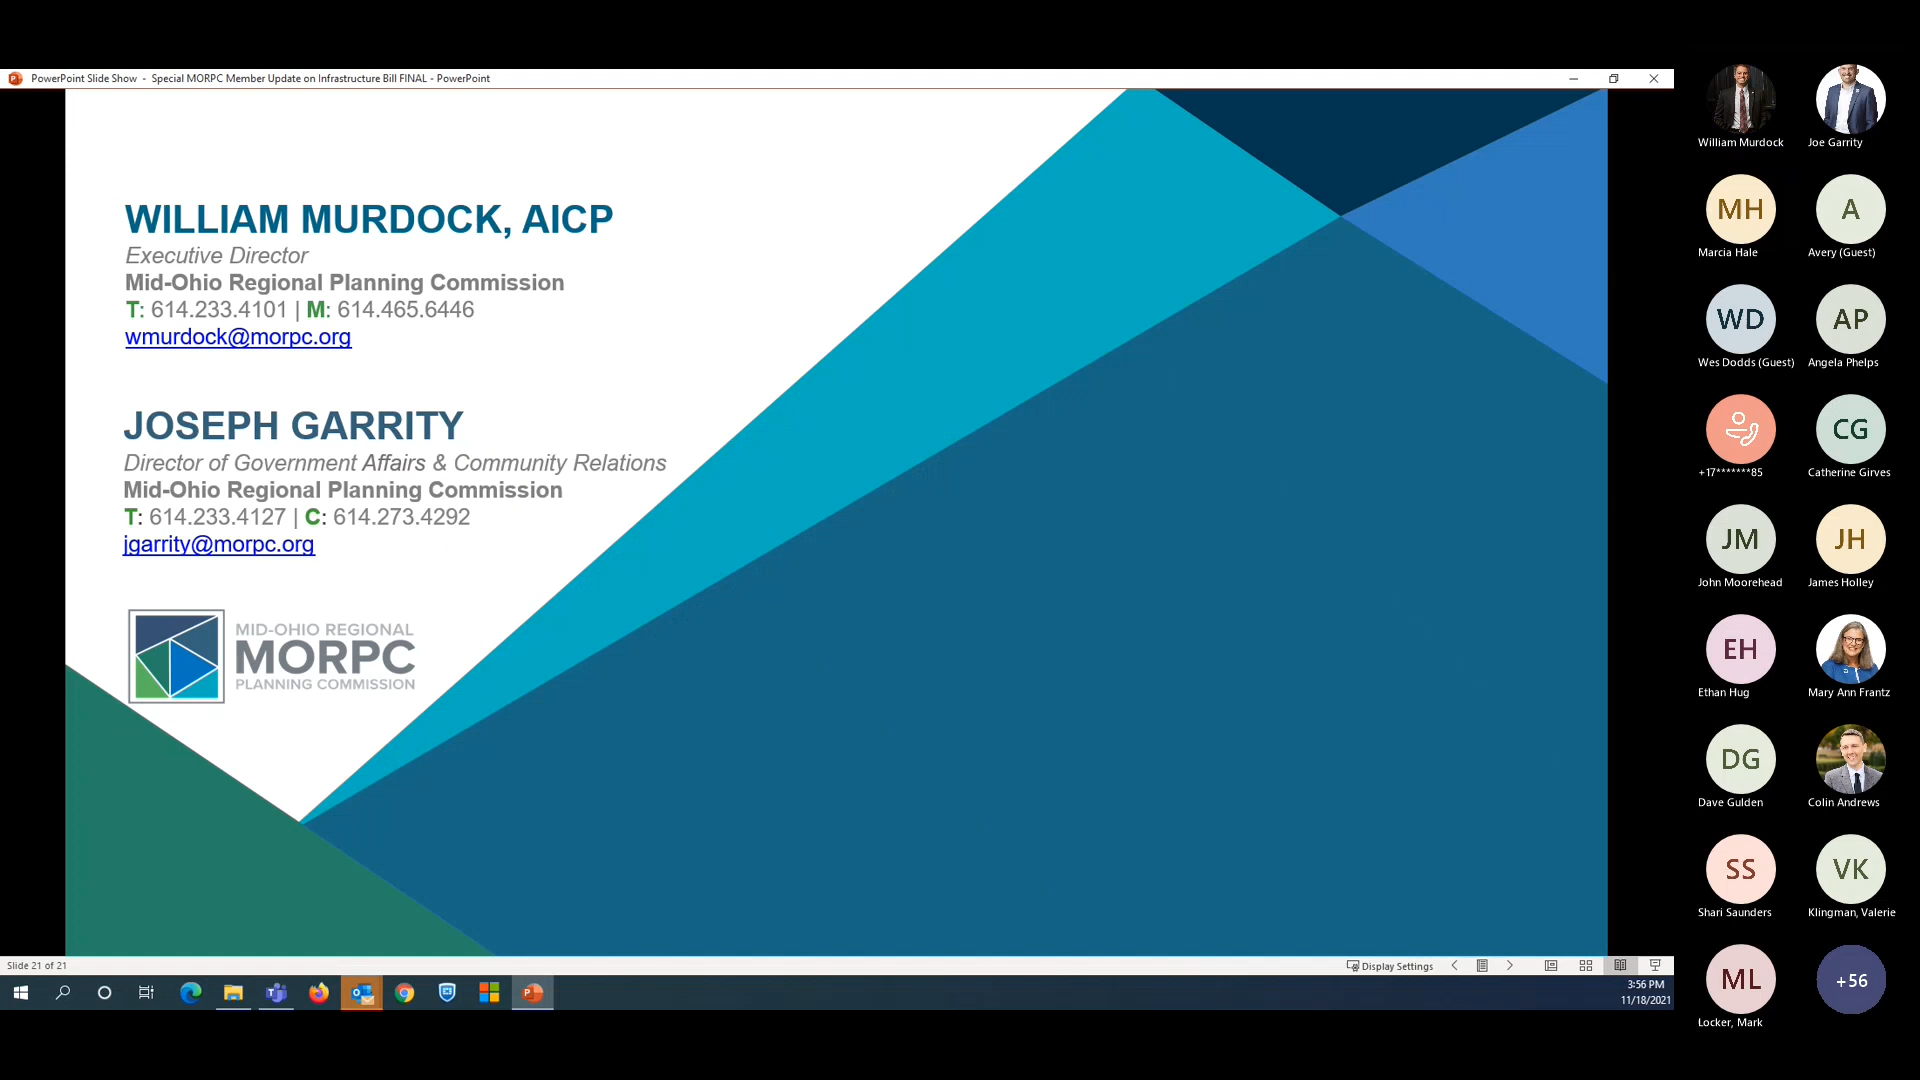 PowerPoint Slide Show - Special MORPC Member Update on Infrastructure Bill FINAL - PowerPoint
WILLIAM MURDOCK, AICP
Executive Director
Mid-Ohio Regional Planning Commission
T: 614.233.4101 | M: 614.465.6446
wmurdock@morpc.org
JOSEPH GARRITY
Director of Government Affairs & Community Relations
Mid-Ohio Regional Planning Commission
T: 614.233.4127 | C: 614.273.4292
jgarrity@morpc.org
MID-OHIO REGIONAL
MORPC
PLANNING COMMISSION
Slide 21 of 21
Display Settings
3:56 PM
11/18/2021
William Murdock
Joe Garrity
MH
Marcia Hale
A
Avery (Guest)
WD
Wes Dodds (Guest)
AP
Angela Phelps
+17*******85
CG
Catherine Girves
JM
John Moorehead
JH
James Holley
EH
Ethan Hug
Mary Ann Frantz
DG
Dave Gulden
Colin Andrews
SS
Shari Saunders
VK
Klingman, Valerie
ML
Locker, Mark
+56